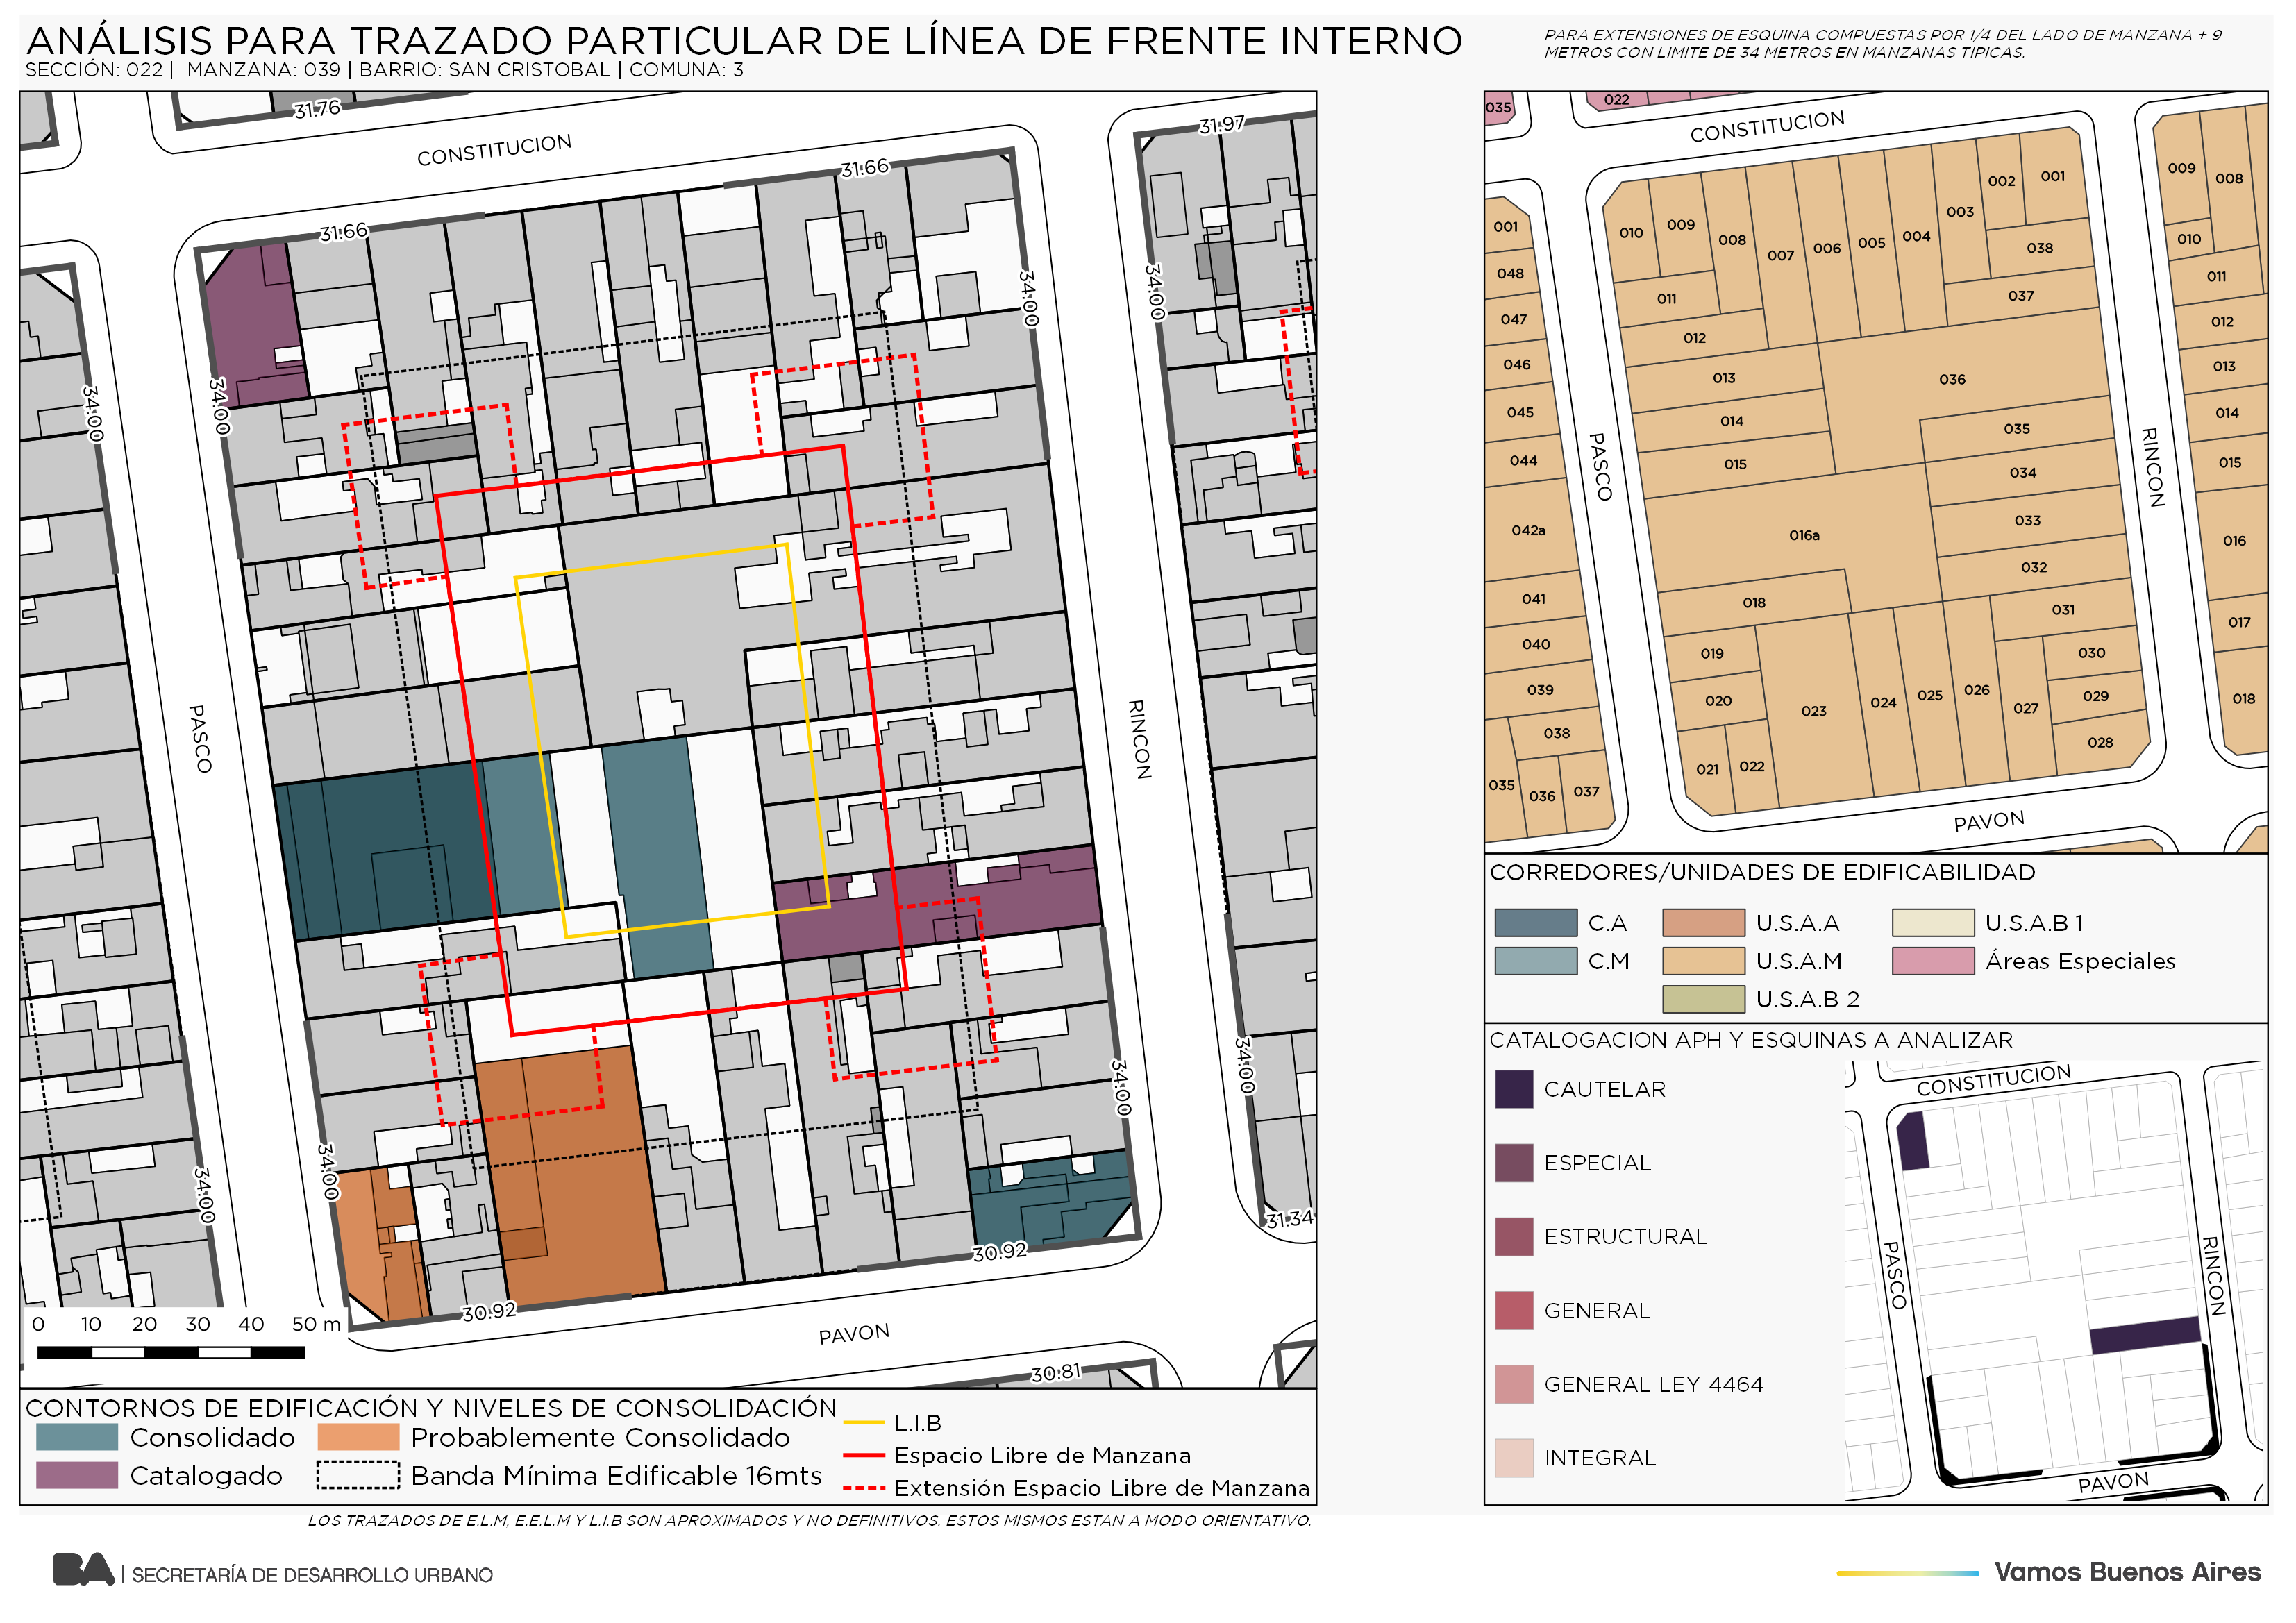 ANÁLISIS PARA TRAZADO PARTICULAR DE LÍNEA DE FRENTE INTERNO
SECCIÓN: 022 | MANZANA: 039 | BARRIO: SAN CRISTOBAL | COMUNA: 3
PARA EXTENSIONES DE ESQUINA COMPUESTAS POR 1/4 DEL LADO DE MANZANA + 9
METROS CON LIMITE DE 34 METROS EN MANZANAS TIPICAS.
31.76
CONSTITUCION
31.97
31.66
31.66
34.00
34.00
34.00
34.00
PASCO
RINCON
34.00
34.00
34.00
34.00
31.34
30.92
30.92
PAVON
30.81
0 10 20 30 40 50 m
CONTORNOS DE EDIFICACIÓN Y NIVELES DE CONSOLIDACIÓN
Consolidado
Probablemente Consolidado
Catalogado
Banda Mínima Edificable 16mts
L.I.B
Espacio Libre de Manzana
Extensión Espacio Libre de Manzana
LOS TRAZADOS DE E.L.M, E.E.L.M Y L.I.B SON APROXIMADOS Y NO DEFINITIVOS. ESTOS MISMOS ESTAN A MODO ORIENTATIVO.
035
022
CONSTITUCION
001
048
047
046
045
044
042a
041
040
039
038
035
036
037
PASCO
010
009
008
007
006
005
004
003
002
001
038
037
011
012
013
014
015
036
035
034
033
032
016a
018
031
019
020
021
022
023
024
025
026
027
030
029
028
RINCON
009
008
010
011
012
013
014
015
016
017
018
PAVON
CORREDORES/UNIDADES DE EDIFICABILIDAD
C.A
U.S.A.A
U.S.A.B 1
C.M
U.S.A.M
Áreas Especiales
U.S.A.B 2
CATALOGACION APH Y ESQUINAS A ANALIZAR
CAUTELAR
ESPECIAL
ESTRUCTURAL
GENERAL
GENERAL LEY 4464
INTEGRAL
CONSTITUCION
PASCO
RINCON
PAVON
BA | SECRETARÍA DE DESARROLLO URBANO
Vamos Buenos Aires